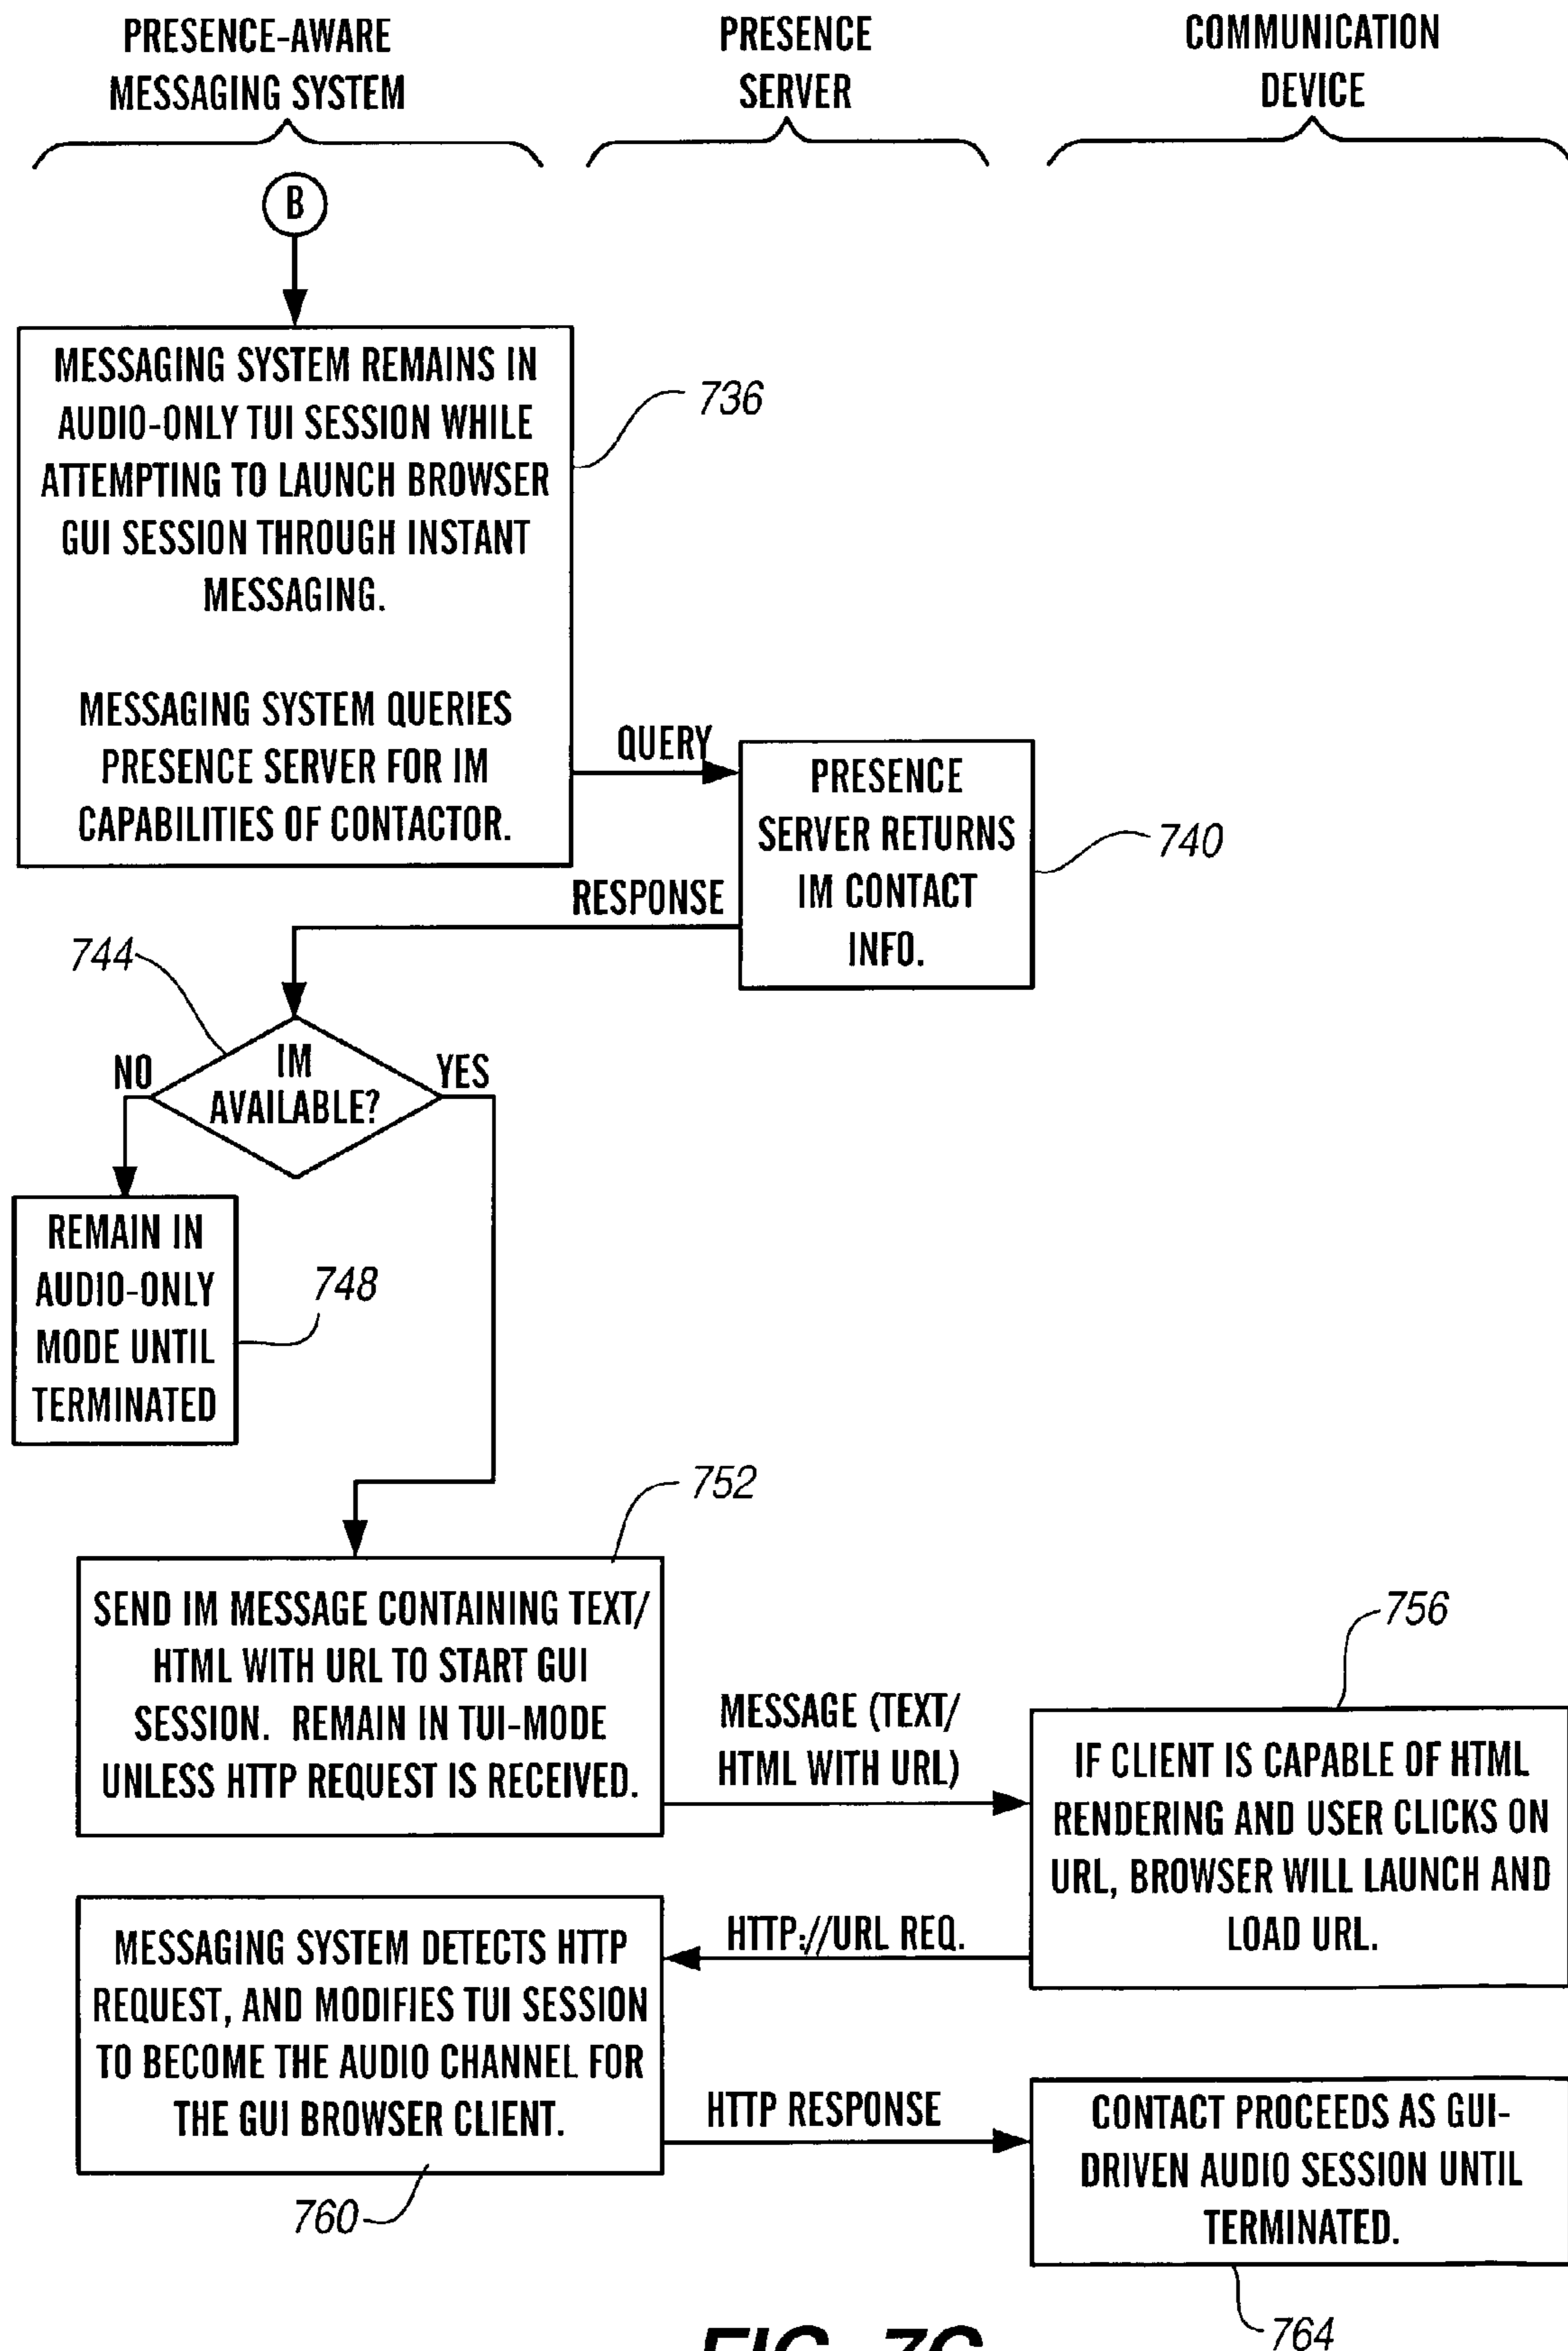 PRESENCE-AWARE
MESSAGING SYSTEM
PRESENCE
SERVER
COMMUNICATION
DEVICE
B
MESSAGING SYSTEM REMAINS IN
AUDIO-ONLY TUI SESSION WHILE
ATTEMPTING TO LAUNCH BROWSER
GUI SESSION THROUGH INSTANT
MESSAGING.
MESSAGING SYSTEM QUERIES
PRESENCE SERVER FOR IM
CAPABILITIES OF CONTACTOR.
736
QUERY
PRESENCE
SERVER RETURNS
IM CONTACT
INFO.
740
RESPONSE
744
IM
AVAILABLE?
NO
YES
REMAIN IN
AUDIO-ONLY
MODE UNTIL
TERMINATED
748
752
SEND IM MESSAGE CONTAINING TEXT/
HTML WITH URL TO START GUI
SESSION. REMAIN IN TUI-MODE
UNLESS HTTP REQUEST IS RECEIVED.
MESSAGE (TEXT/
HTML WITH URL)
756
IF CLIENT IS CAPABLE OF HTML
RENDERING AND USER CLICKS ON
URL, BROWSER WILL LAUNCH AND
LOAD URL.
HTTP://URL REQ.
MESSAGING SYSTEM DETECTS HTTP
REQUEST, AND MODIFIES TUI SESSION
TO BECOME THE AUDIO CHANNEL FOR
THE GUI BROWSER CLIENT.
760
HTTP RESPONSE
CONTACT PROCEEDS AS GUI-
DRIVEN AUDIO SESSION UNTIL
TERMINATED.
764
FIG. 7C